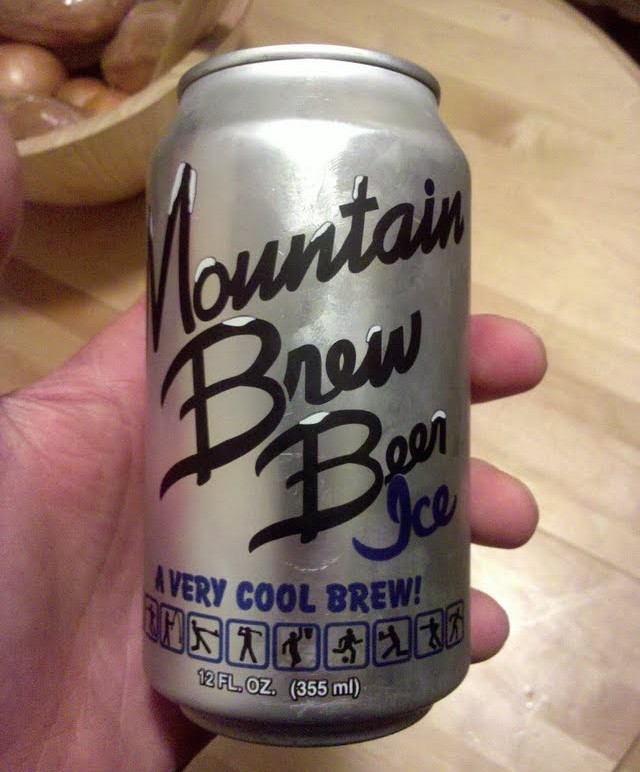 Mountain
Brew
Beer
Ice
A VERY COOL BREW!
12 FL. OZ. (355 ml)